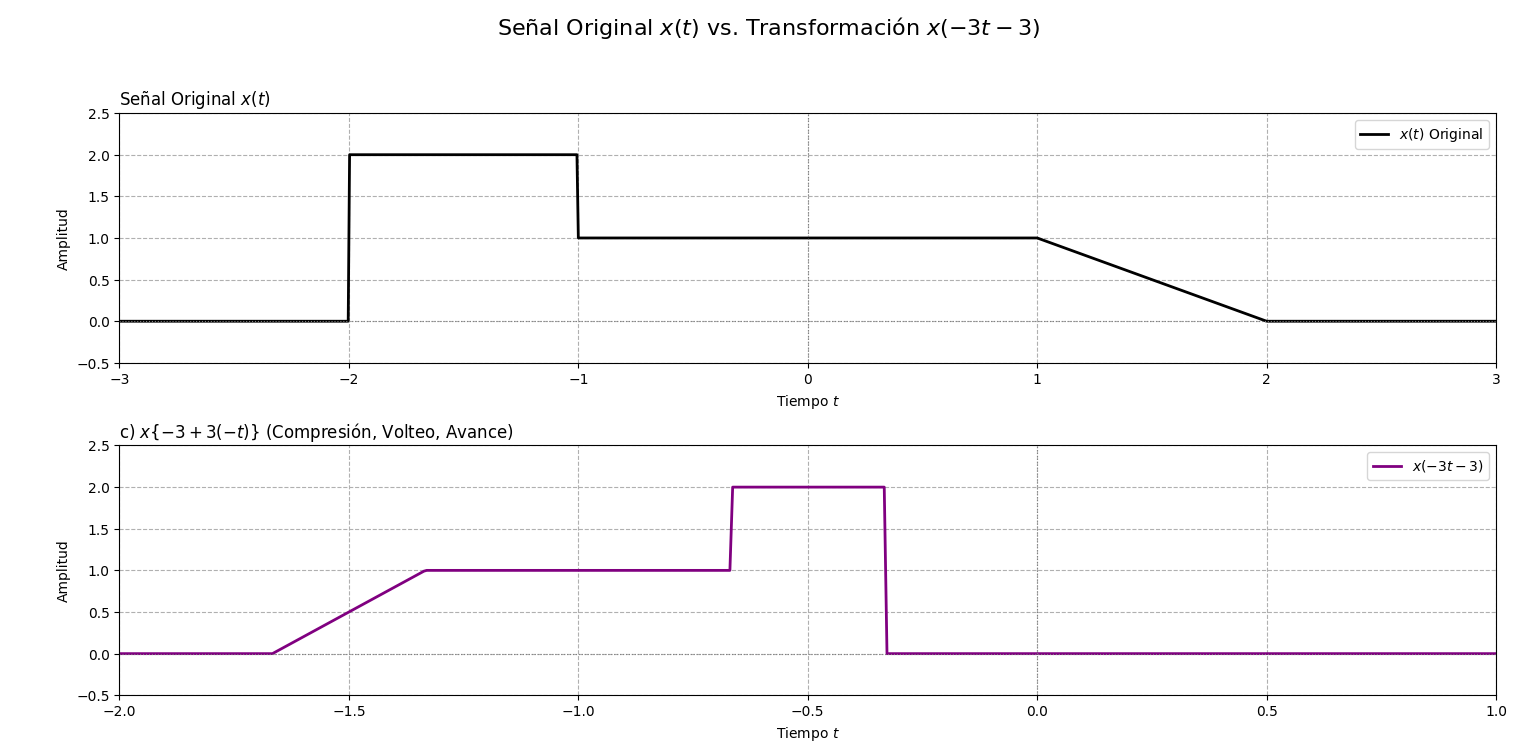 Señal Original x(t) vs. Transformación x(−3t − 3)
Señal Original x(t)
2.5
2.0
1.5
1.0
0.5
0.0
−0.5
Amplitud
x(t) Original
−3 −2 −1 0 1 2 3
Tiempo t
c) x{−3 + 3(−t)} (Compresión, Volteo, Avance)
2.5
2.0
1.5
1.0
0.5
0.0
−0.5
Amplitud
x(−3t − 3)
−2.0 −1.5 −1.0 −0.5 0.0 0.5 1.0
Tiempo t